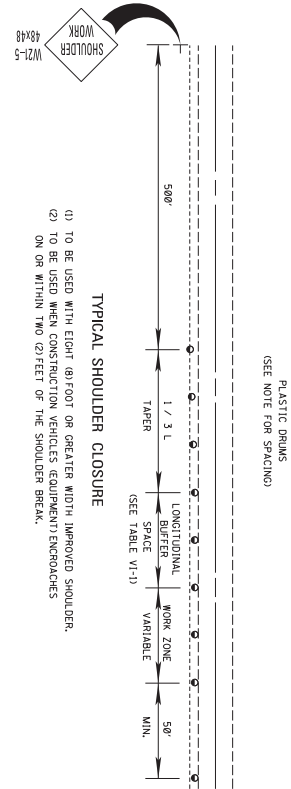 PLASTIC DRUMS
(SEE NOTE FOR SPACING)
SHOULDER
WORK
W21-5
48x48
500'
1 / 3 L
TAPER
LONGITUDINAL
BUFFER
SPACE
(SEE TABLE VI-1)
WORK ZONE
VARIABLE
50'
MIN.
TYPICAL SHOULDER CLOSURE
(1) TO BE USED WITH EIGHT (8)FOOT OR GREATER WIDTH IMPROVED SHOULDER.
(2) TO BE USED WHEN CONSTRUCTION VEHICLES (EQUIPMENT) ENCROACHES
ON OR WITHIN TWO (2)FEET OF THE SHOULDER BREAK.